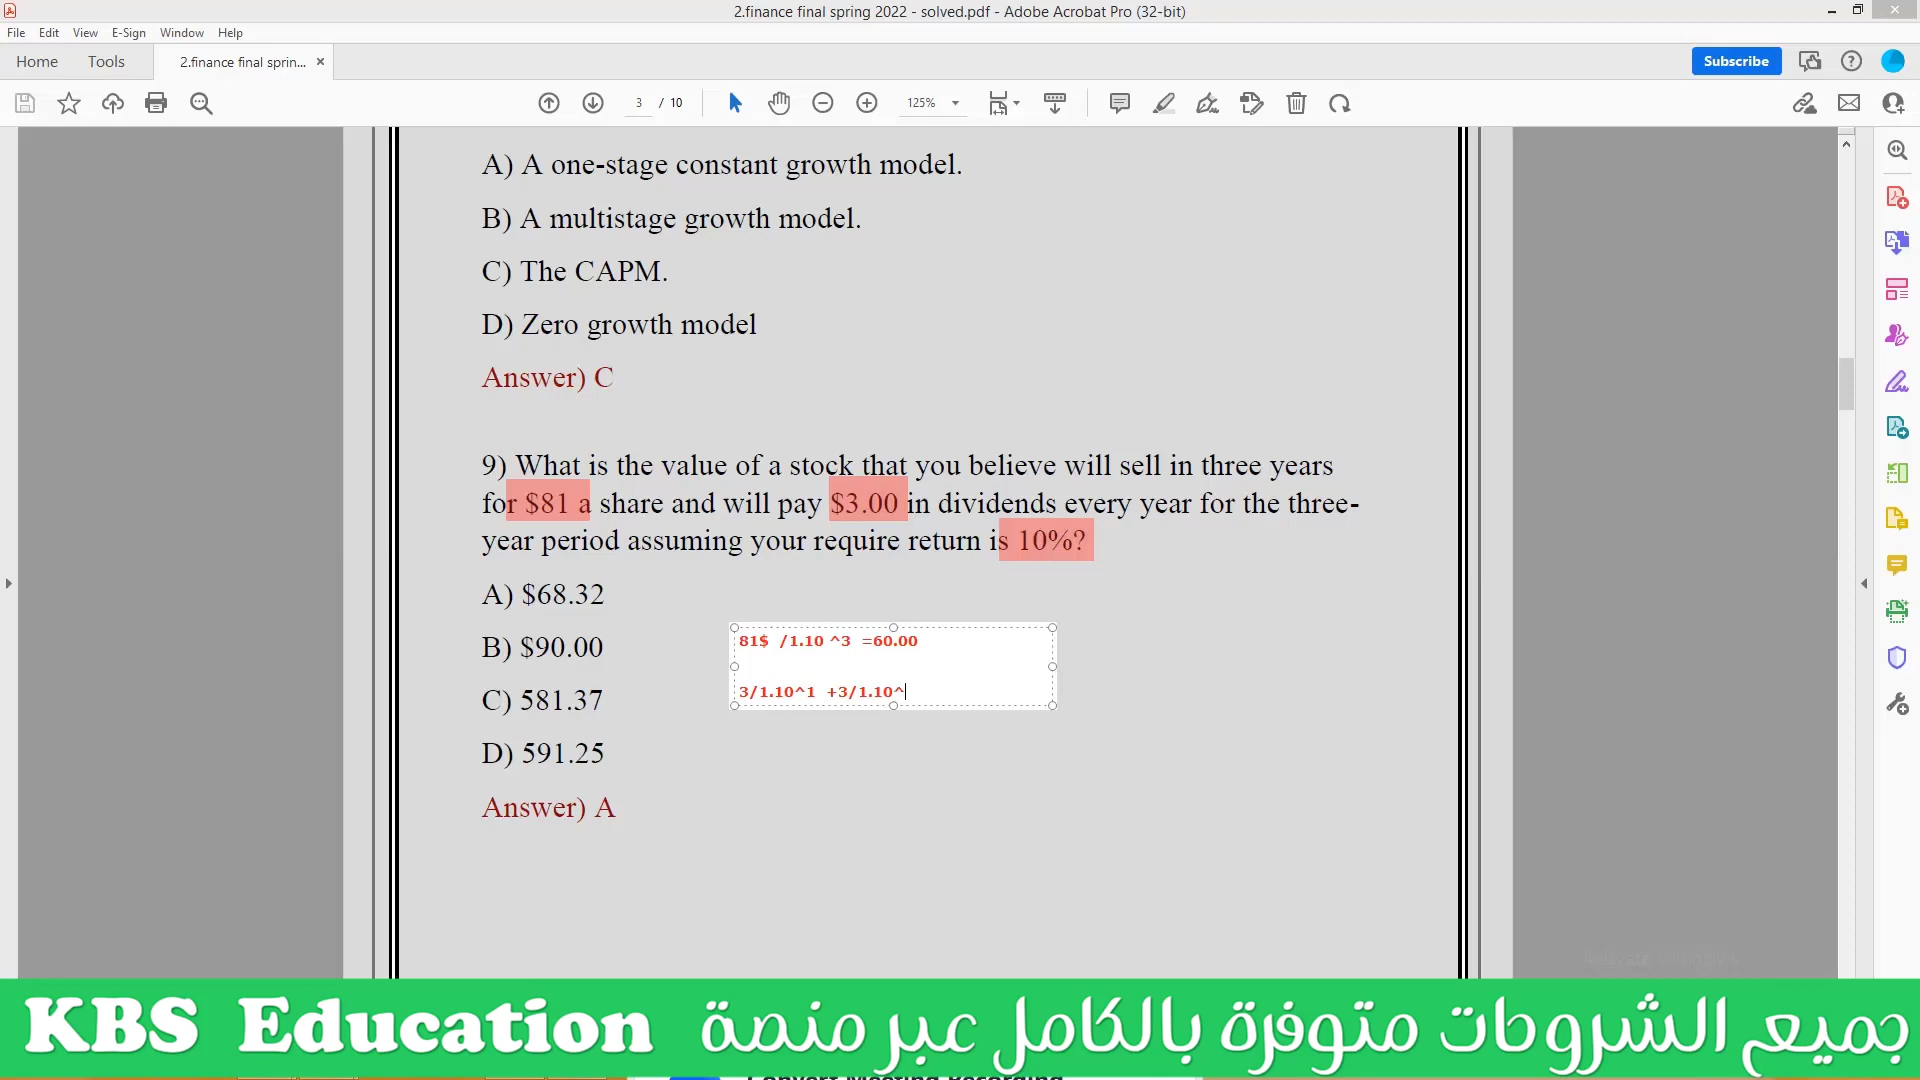 2.finance final spring 2022 - solved.pdf - Adobe Acrobat Pro (32-bit)
File Edit View E-Sign Window Help
Home Tools 2.finance final sprin... × Subscribe
3 / 10 125%
A) A one-stage constant growth model.
B) A multistage growth model.
C) The CAPM.
D) Zero growth model
Answer) C
9) What is the value of a stock that you believe will sell in three years
for $81 a share and will pay $3.00 in dividends every year for the three-
year period assuming your require return is 10%?
A) $68.32
B) $90.00
C) 581.37
D) 591.25
Answer) A
81$ /1.10 ^3 =60.00
3/1.10^1 +3/1.10^
KBS Education جميع الشروحات متوفرة بالكامل عبر منصة
Convert Meeting Recording